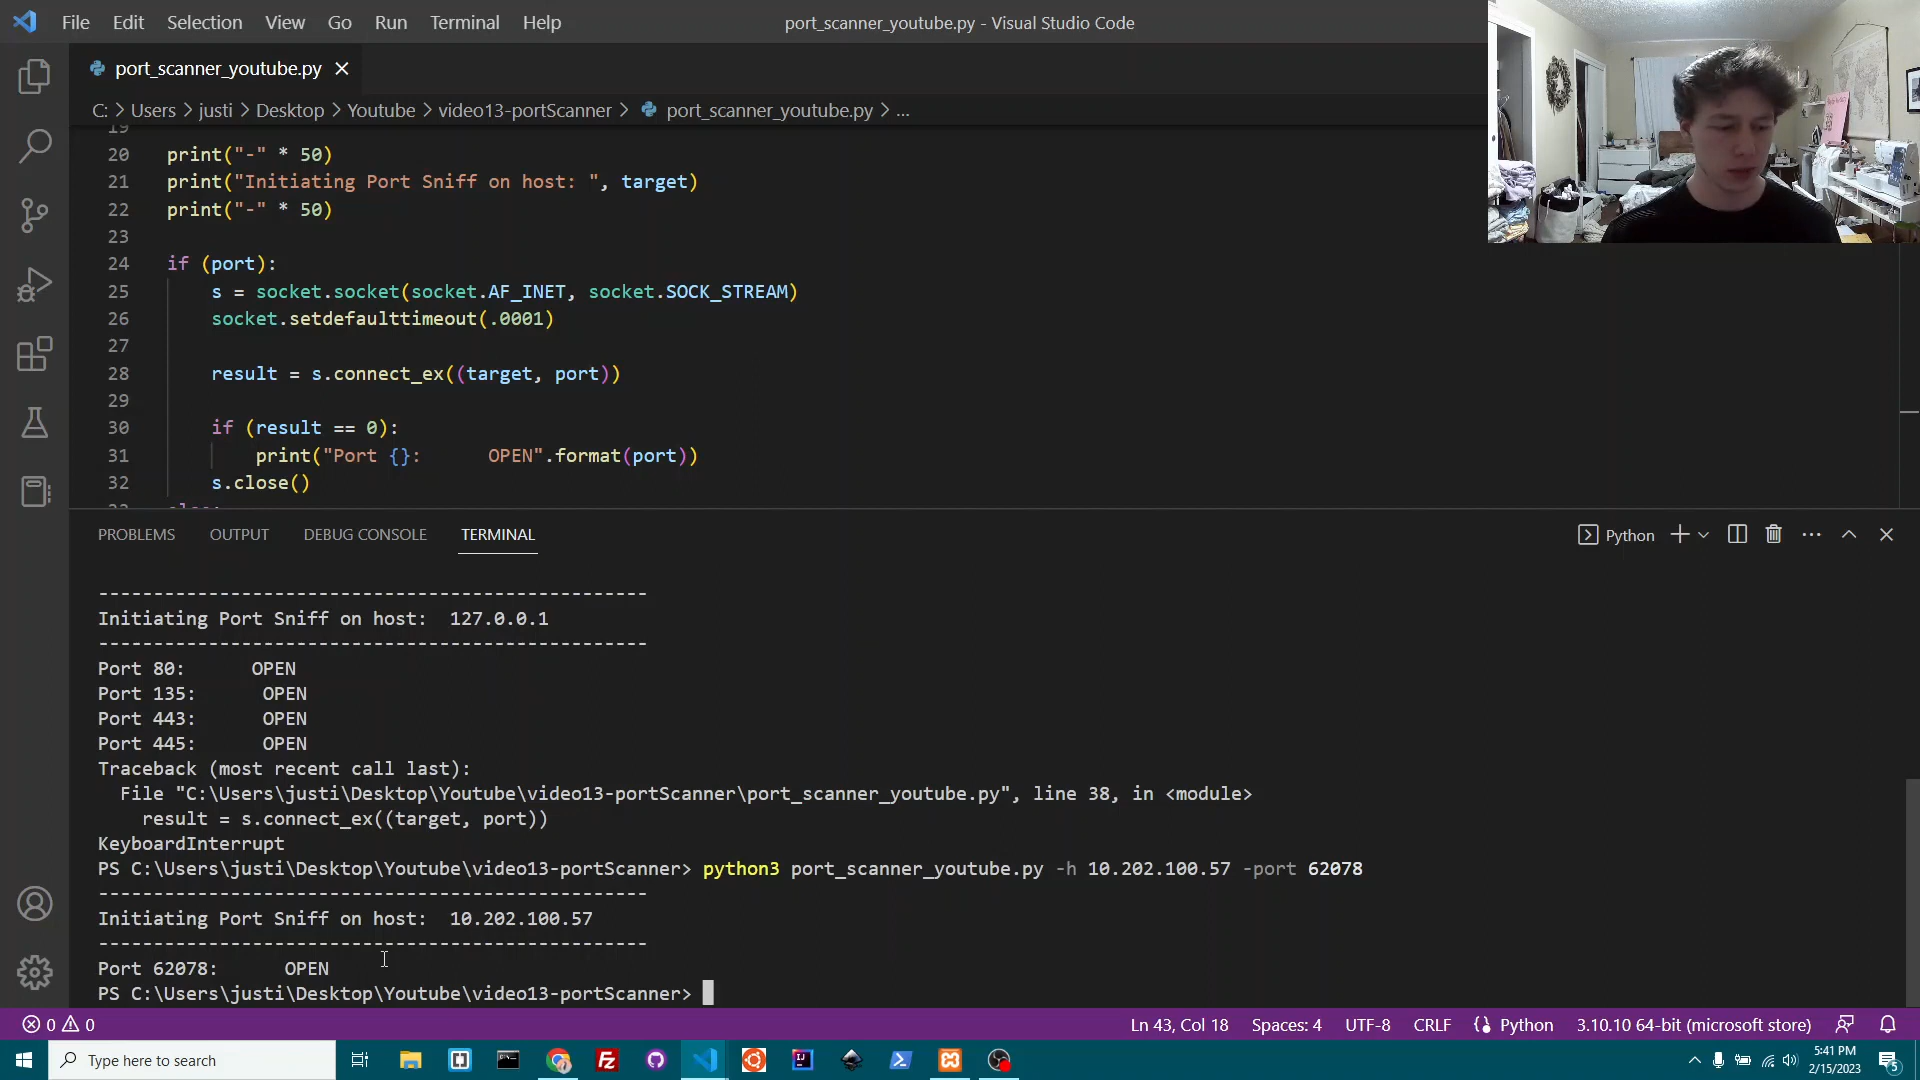 File Edit Selection View Go Run Terminal Help
port_scanner_youtube.py - Visual Studio Code
port_scanner_youtube.py
C: > Users > justi > Desktop > Youtube > video13-portScanner > port_scanner_youtube.py > ...
19
20 print("-" * 50)
21 print("Initiating Port Sniff on host: ", target)
22 print("-" * 50)
23
24 if (port):
25 s = socket.socket(socket.AF_INET, socket.SOCK_STREAM)
26 socket.setdefaulttimeout(.0001)
27
28 result = s.connect_ex((target, port))
29
30 if (result == 0):
31 print("Port {}:      OPEN".format(port))
32 s.close()
PROBLEMS OUTPUT DEBUG CONSOLE TERMINAL
Python
--------------------------------------------------
Initiating Port Sniff on host:  127.0.0.1
--------------------------------------------------
Port 80:      OPEN
Port 135:      OPEN
Port 443:      OPEN
Port 445:      OPEN
Traceback (most recent call last):
File "C:\Users\justi\Desktop\Youtube\video13-portScanner\port_scanner_youtube.py", line 38, in <module>
result = s.connect_ex((target, port))
KeyboardInterrupt
PS C:\Users\justi\Desktop\Youtube\video13-portScanner> python3 port_scanner_youtube.py -h 10.202.100.57 -port 62078
--------------------------------------------------
Initiating Port Sniff on host:  10.202.100.57
--------------------------------------------------
Port 62078:      OPEN
PS C:\Users\justi\Desktop\Youtube\video13-portScanner>
0 0
Ln 43, Col 18 Spaces: 4 UTF-8 CRLF Python 3.10.10 64-bit (microsoft store)
Type here to search
5:41 PM
2/15/2023
5